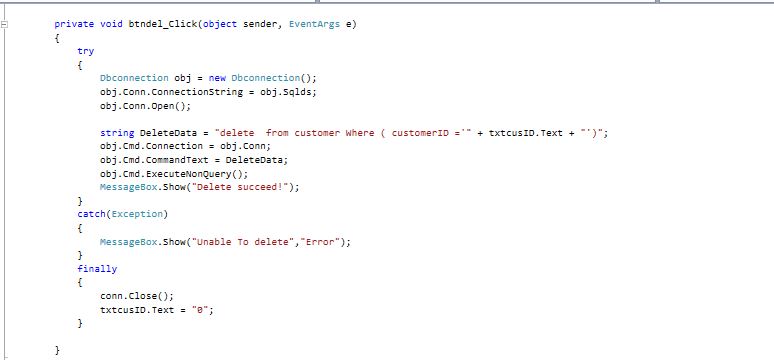 private void btndel_Click(object sender, EventArgs e)
{
try
{
Dbconnection obj = new Dbconnection();
obj.Conn.ConnectionString = obj.Sqlds;
obj.Conn.Open();
string DeleteData = "delete  from customer Where ( customerID ='" + txtcusID.Text + "')";
obj.Cmd.Connection = obj.Conn;
obj.Cmd.CommandText = DeleteData;
obj.Cmd.ExecuteNonQuery();
MessageBox.Show("Delete succeed!");
}
catch(Exception)
{
MessageBox.Show("Unable To delete","Error");
}
finally
{
conn.Close();
txtcusID.Text = "0";
}
}